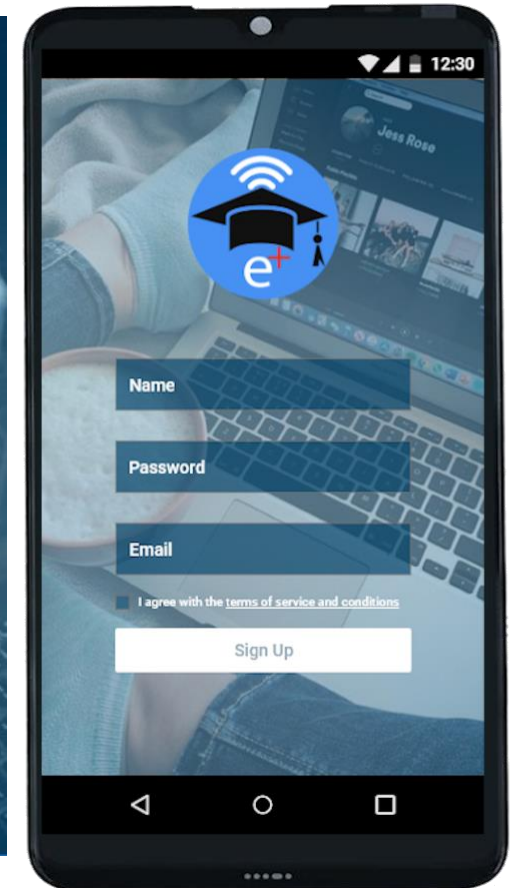 12:30
Jess Rose
e+
Name
Password
Email
I agree with the terms of service and conditions
Sign Up